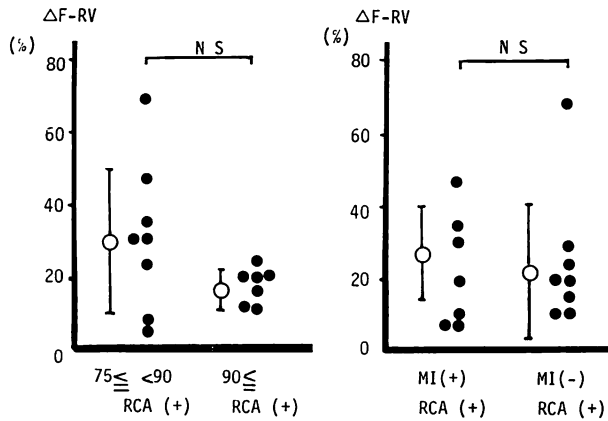 ΔF-RV
(%)
N S
80
60
40
20
0
75≦ <90
RCA (+)
90≦
RCA (+)
ΔF-RV
(%)
N S
80
60
40
20
0
MI(+)
RCA (+)
MI(-)
RCA (+)